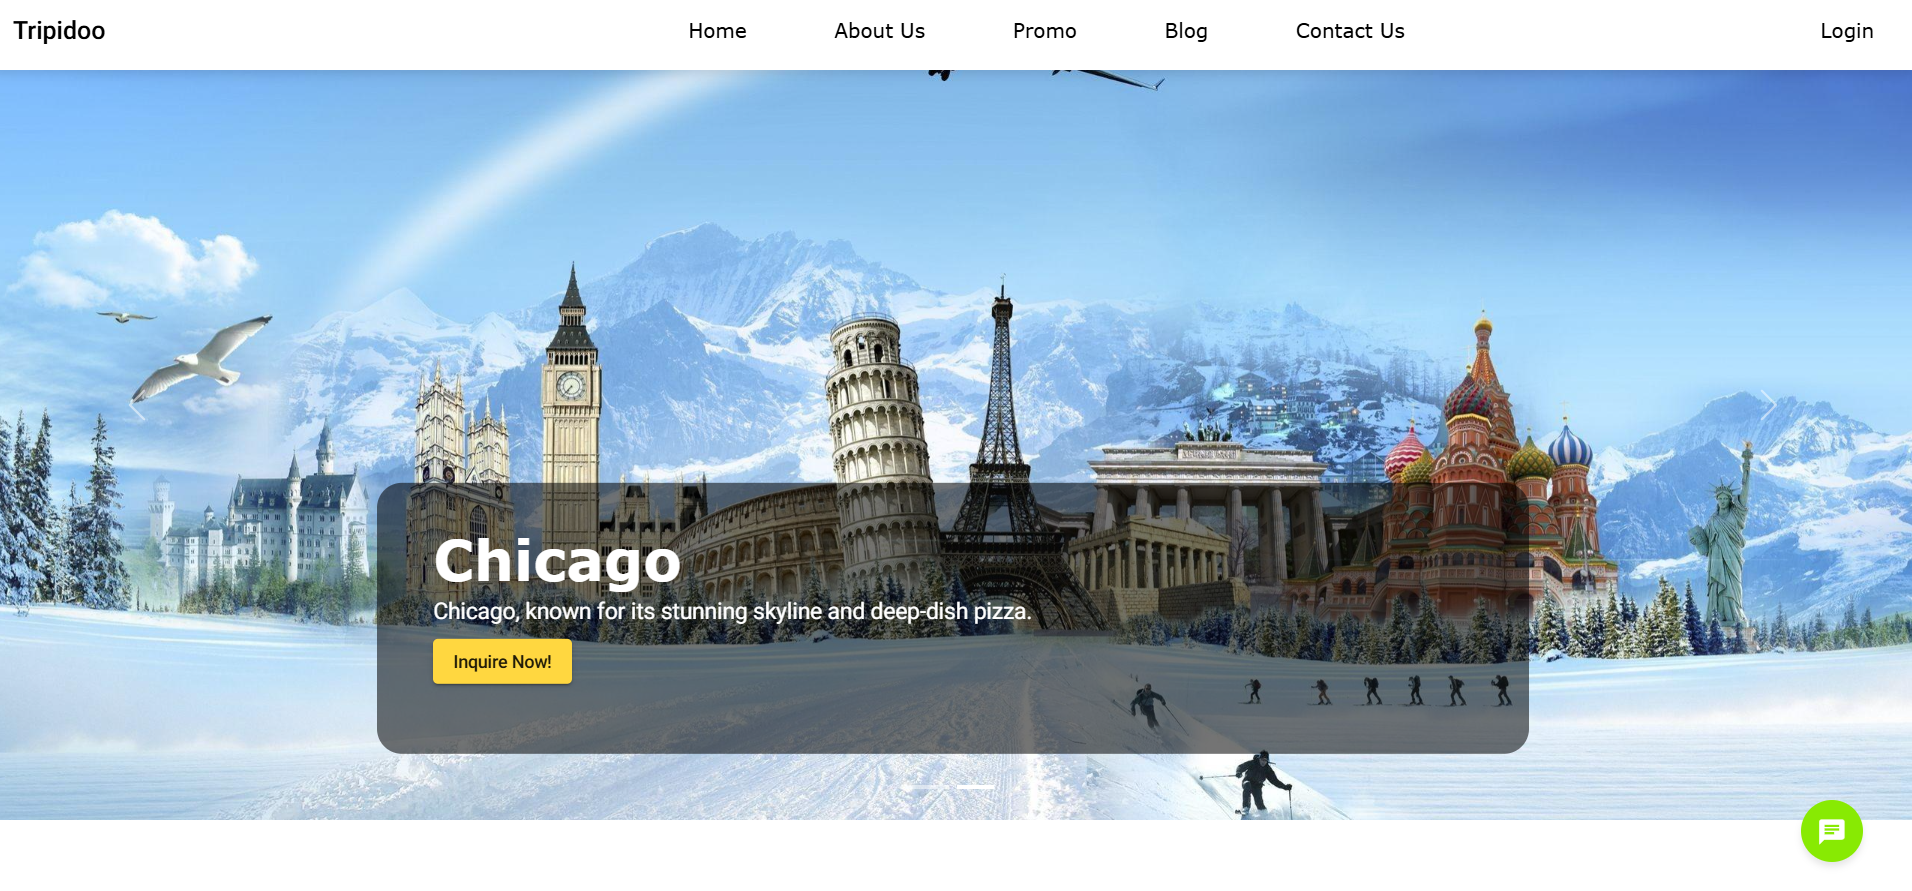 Tripidoo
Home
About Us
Promo
Blog
Contact Us
Login
Chicago
Chicago, known for its stunning skyline and deep-dish pizza.
Inquire Now!